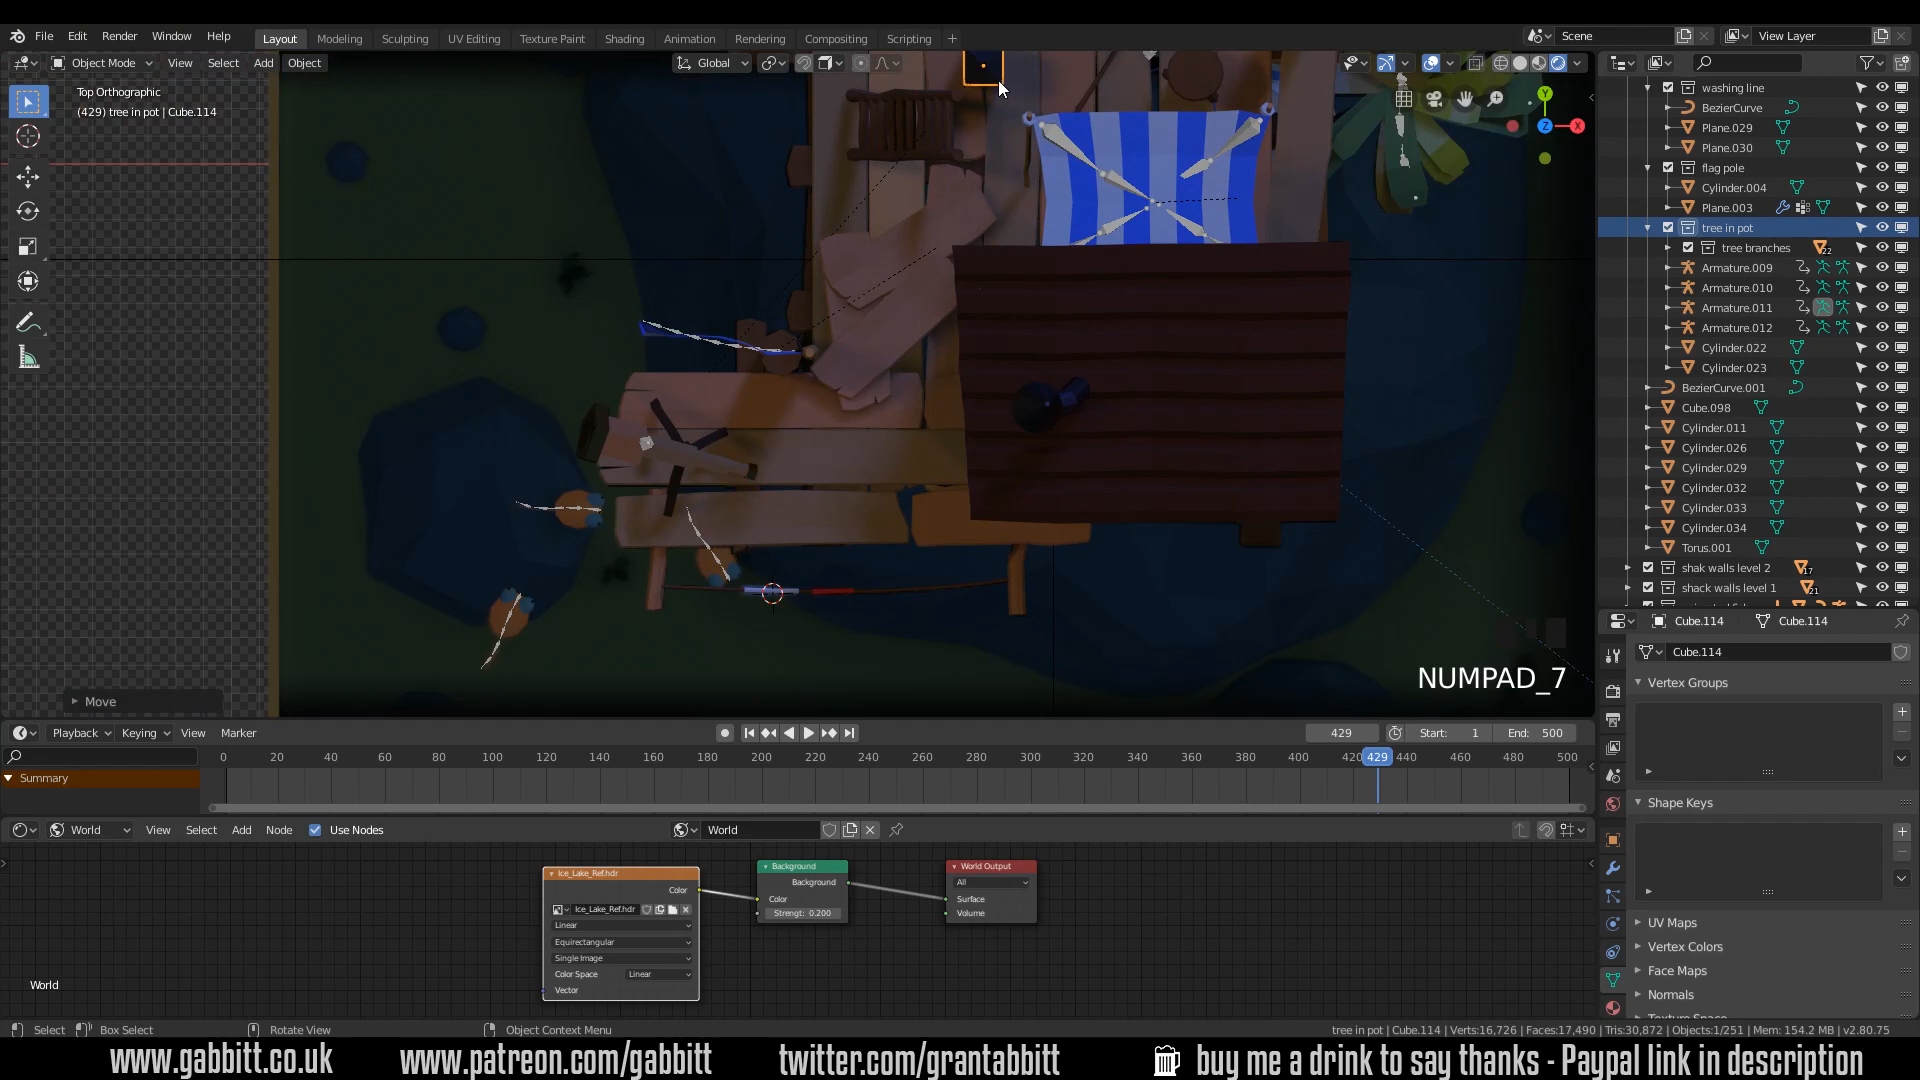 File Edit Render Window Help
Layout Modeling Sculpting UV Editing Texture Paint Shading Animation Rendering Compositing Scripting +
Scene
View Layer
Object Mode View Select Add Object
Global
Top Orthographic
(429) tree in pot | Cube.114
Y
Z
X
Move
NUMPAD_7
washing line
BezierCurve
Plane.029
Plane.030
flag pole
Cylinder.004
Plane.003
tree in pot
tree branches 22
Armature.009
Armature.010
Armature.011
Armature.012
Cylinder.022
Cylinder.023
BezierCurve.001
Cube.098
Cylinder.011
Cylinder.026
Cylinder.029
Cylinder.032
Cylinder.033
Cylinder.034
Torus.001
shak walls level 2 17
shack walls level 1 21
Cube.114 Cube.114
Cube.114
Vertex Groups
Shape Keys
UV Maps
Vertex Colors
Face Maps
Normals
Texture Space
Playback Keying View Marker
429 Start: 1 End: 500
0 20 40 60 80 100 120 140 160 180 200 220 240 260 280 300 320 340 360 380 400 420 429 440 460 480 500
Summary
World View Select Add Node Use Nodes
World
Ice_Lake_Ref.hdr
Color
Ice_Lake_Ref.hdr
Linear
Equirectangular
Single Image
Color Space Linear
Vector
Background
Background
Color
Strengt: 0.200
World Output
All
Surface
Volume
World
Select Box Select Rotate View Object Context Menu
tree in pot | Cube.114 | Verts:16,726 | Faces:17,490 | Tris:30,872 | Objects:1/251 | Mem: 154.2 MB | v2.80.75
www.gabbitt.co.uk www.patreon.com/gabbitt twitter.com/grantabbitt buy me a drink to say thanks - Paypal link in description